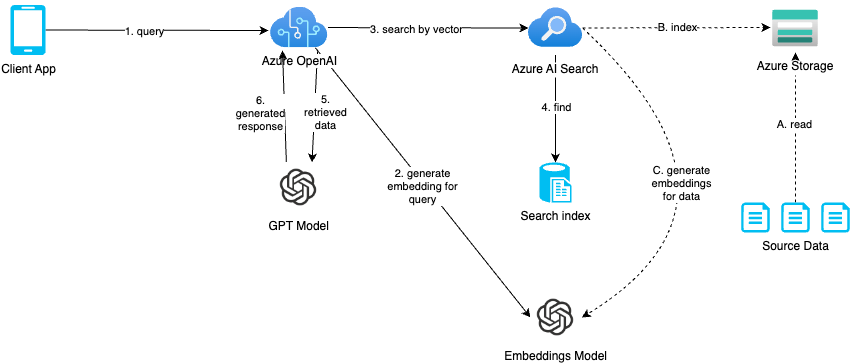 1. query
3. search by vector
B. index
Client App
Azure OpenAI
Azure AI Search
Azure Storage
6.
generated
response
5.
retrieved
data
4. find
A. read
2. generate
embedding for
query
C. generate
embeddings
for data
GPT Model
Search index
Source Data
Embeddings Model